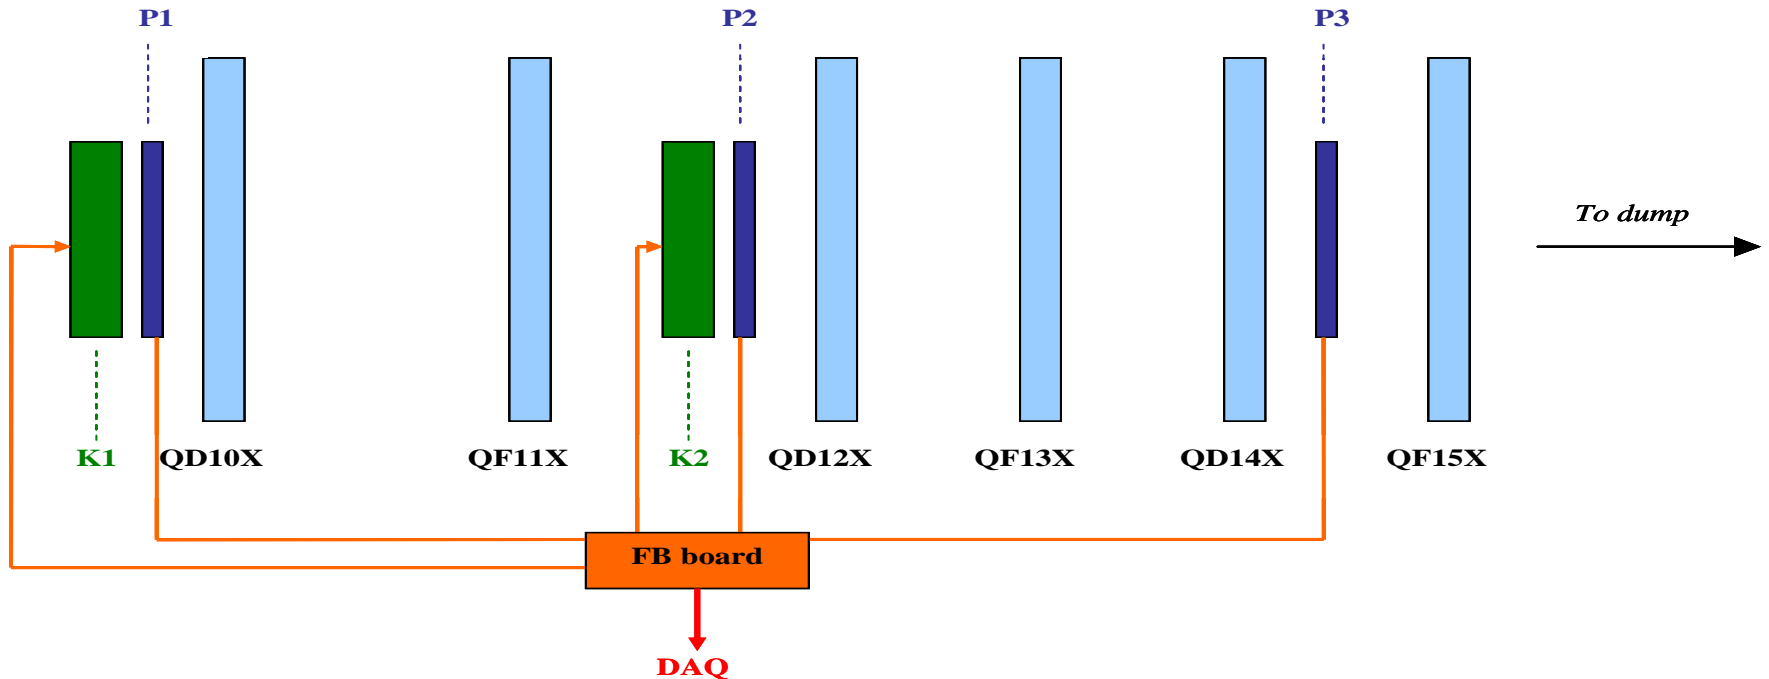 P1
P2
P3
To dump
K1
QD10X
QF11X
K2
QD12X
QF13X
QD14X
QF15X
FB board
DAQ